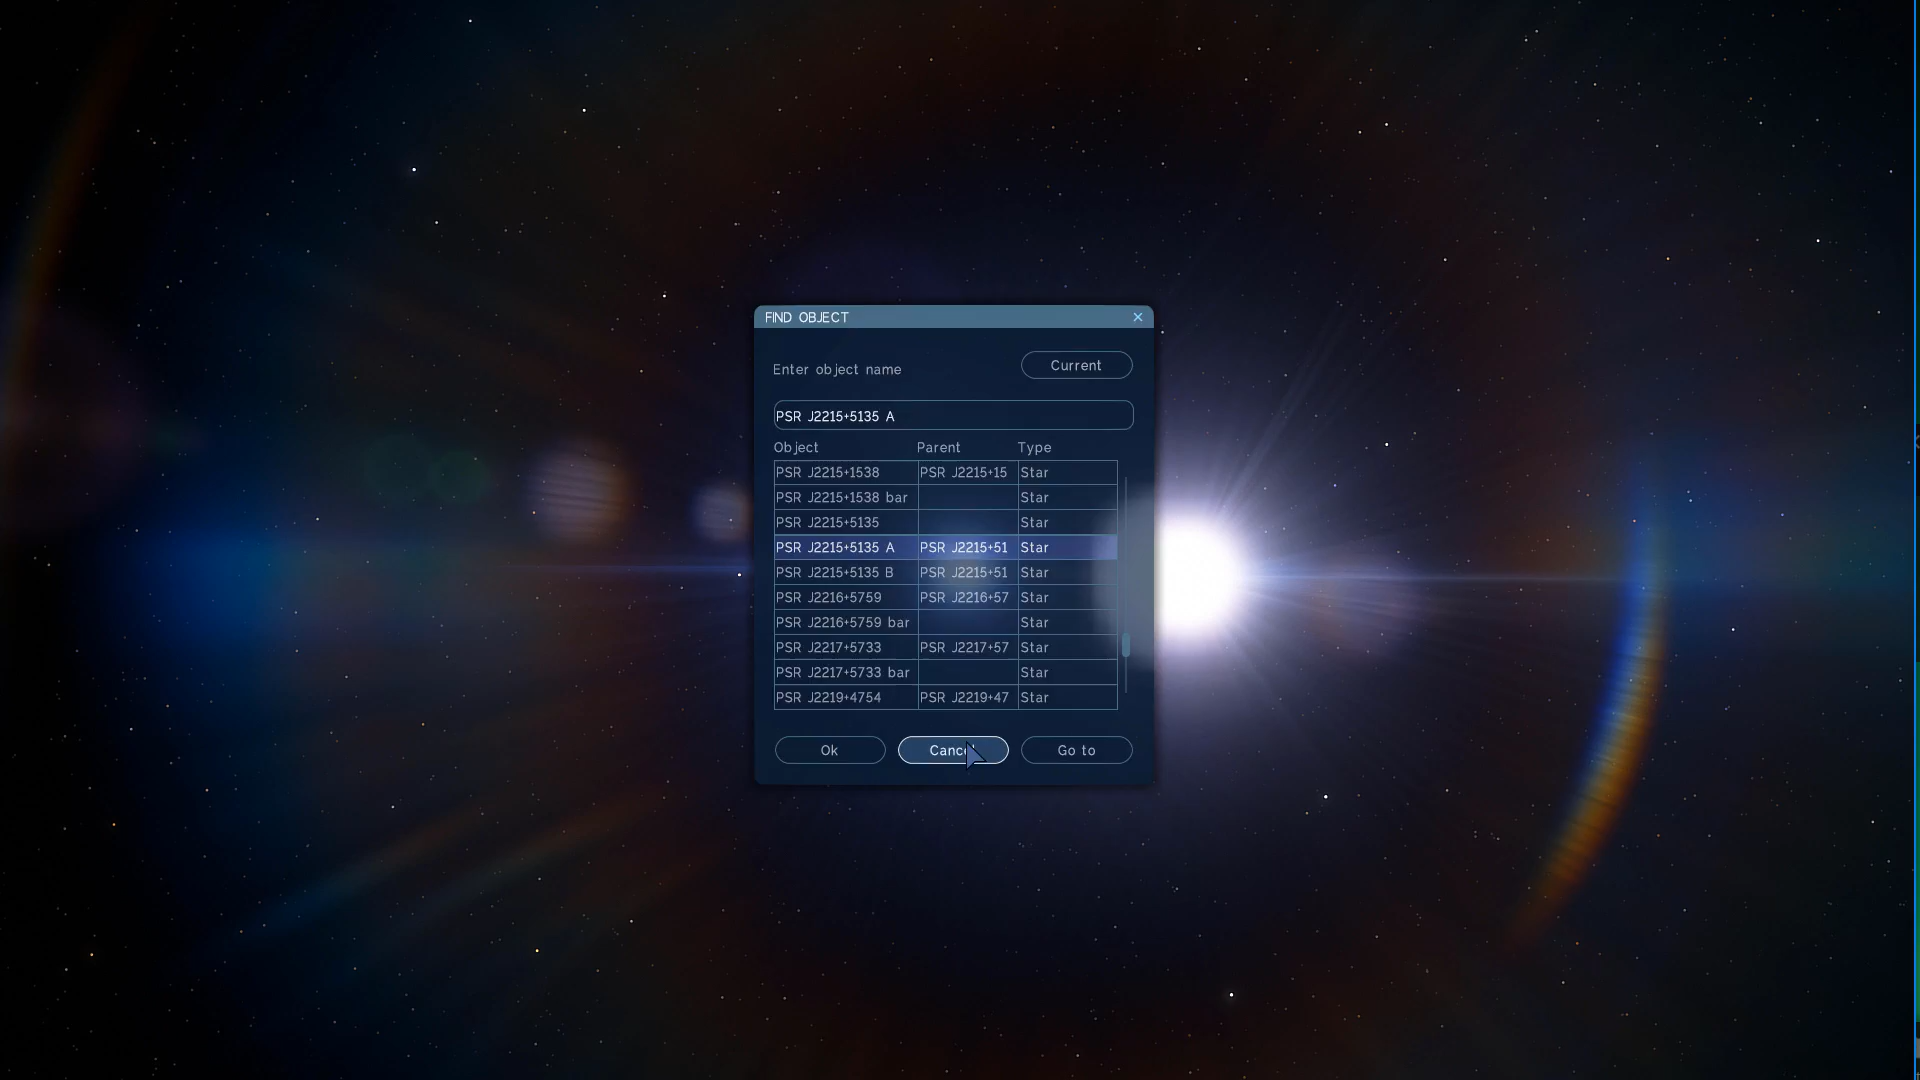 FIND OBJECT
Enter object name
Current
PSR J2215+5135 A
Object Parent Type
PSR J2215+1538 PSR J2215+15 Star
PSR J2215+1538 bar Star
PSR J2215+5135 Star
PSR J2215+5135 A PSR J2215+51 Star
PSR J2215+5135 B PSR J2215+51 Star
PSR J2216+5759 PSR J2216+57 Star
PSR J2216+5759 bar Star
PSR J2217+5733 PSR J2217+57 Star
PSR J2217+5733 bar Star
PSR J2219+4754 PSR J2219+47 Star
Ok Cancel Go to